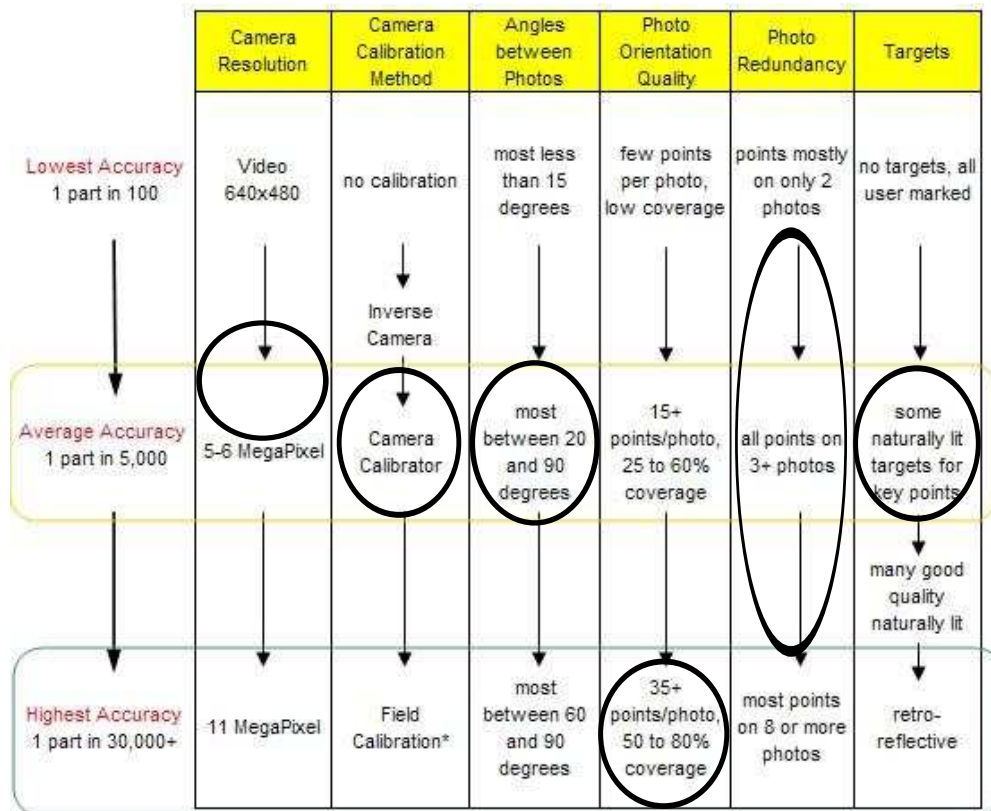 Camera
Resolution
Camera
Calibration
Method
Angles
between
Photos
Photo
Orientation
Quality
Photo
Redundancy
Targets
Lowest Accuracy
1 part in 100
Video
640x480
no calibration
most less
than 15
degrees
few points
per photo,
low coverage
points mostly
on only 2
photos
no targets, all
user marked
Inverse
Camera
Average Accuracy
1 part in 5,000
5-6 MegaPixel
Camera
Calibrator
most
between 20
and 90
degrees
15+
points/photo,
25 to 60%
coverage
all points on
3+ photos
some
naturally lit
targets for
key points
many good
quality
naturally lit
Highest Accuracy
1 part in 30,000+
11 MegaPixel
Field
Calibration*
most
between 60
and 90
degrees
35+
points/photo,
50 to 80%
coverage
most points
on 8 or more
photos
retro-
reflective